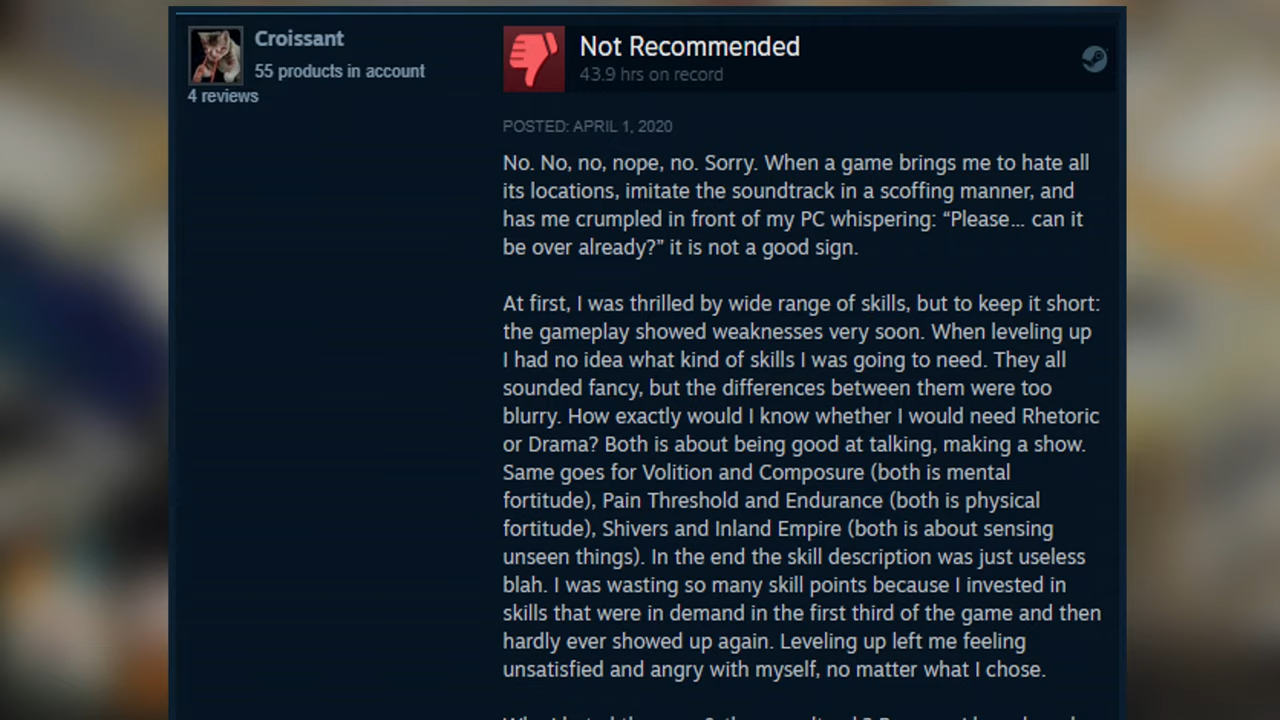 Croissant
55 products in account
4 reviews
Not Recommended
43.9 hrs on record
POSTED: APRIL 1, 2020
No. No, no, nope, no. Sorry. When a game brings me to hate all
its locations, imitate the soundtrack in a scoffing manner, and
has me crumpled in front of my PC whispering: “Please... can it
be over already?” it is not a good sign.
At first, I was thrilled by wide range of skills, but to keep it short:
the gameplay showed weaknesses very soon. When leveling up
I had no idea what kind of skills I was going to need. They all
sounded fancy, but the differences between them were too
blurry. How exactly would I know whether I would need Rhetoric
or Drama? Both is about being good at talking, making a show.
Same goes for Volition and Composure (both is mental
fortitude), Pain Threshold and Endurance (both is physical
fortitude), Shivers and Inland Empire (both is about sensing
unseen things). In the end the skill description was just useless
blah. I was wasting so many skill points because I invested in
skills that were in demand in the first third of the game and then
hardly ever showed up again. Leveling up left me feeling
unsatisfied and angry with myself, no matter what I chose.